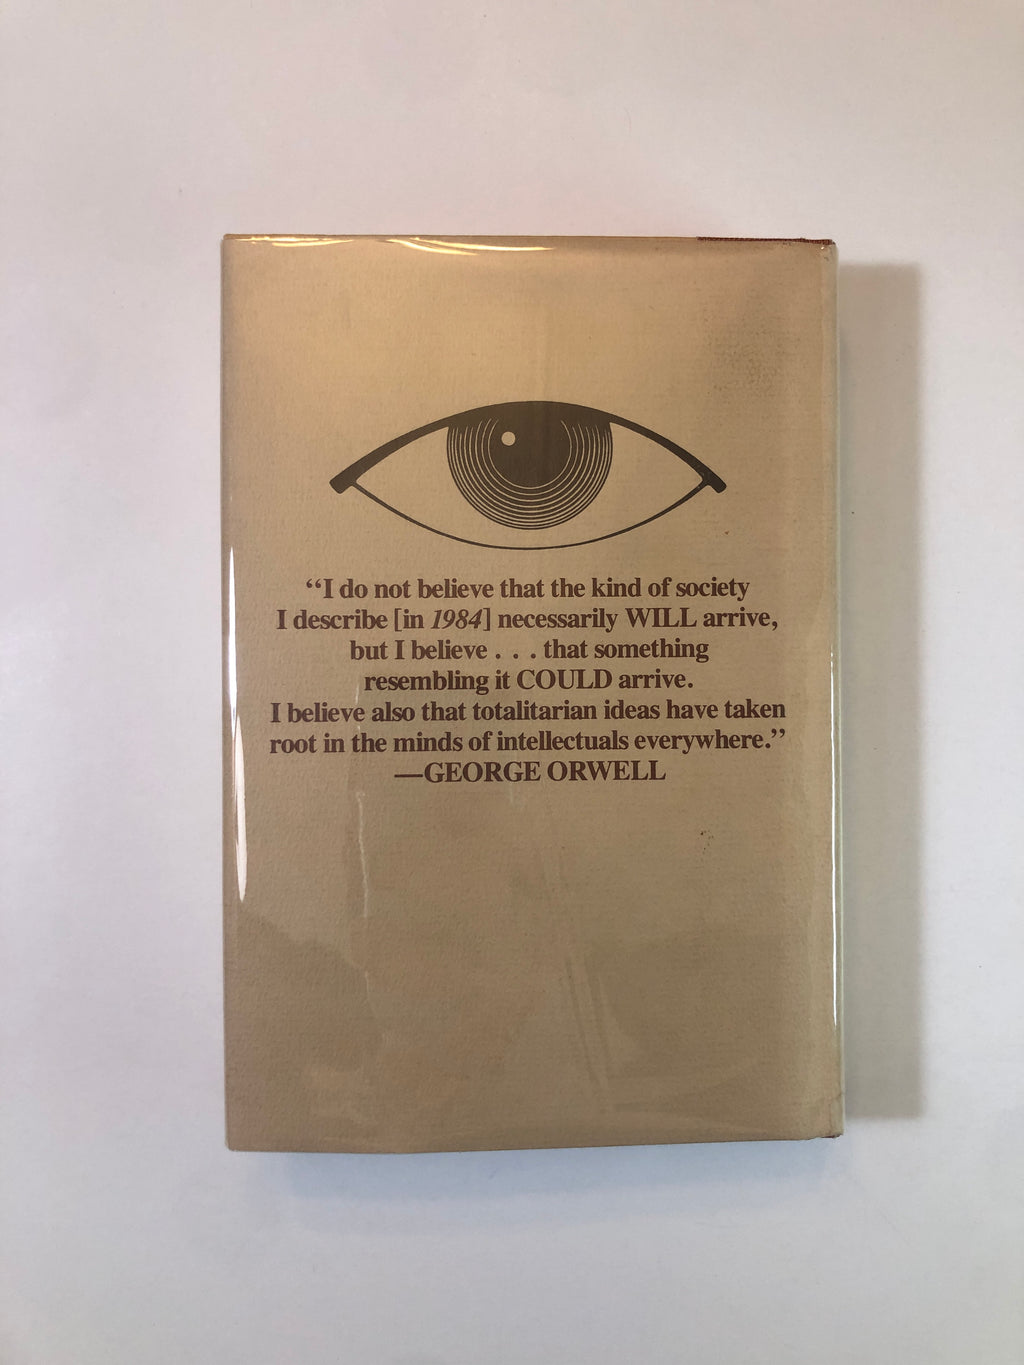 “I do not believe that the kind of society
I describe [in 1984] necessarily WILL arrive,
but I believe . . . that something
resembling it COULD arrive.
I believe also that totalitarian ideas have taken
root in the minds of intellectuals everywhere.”
—GEORGE ORWELL